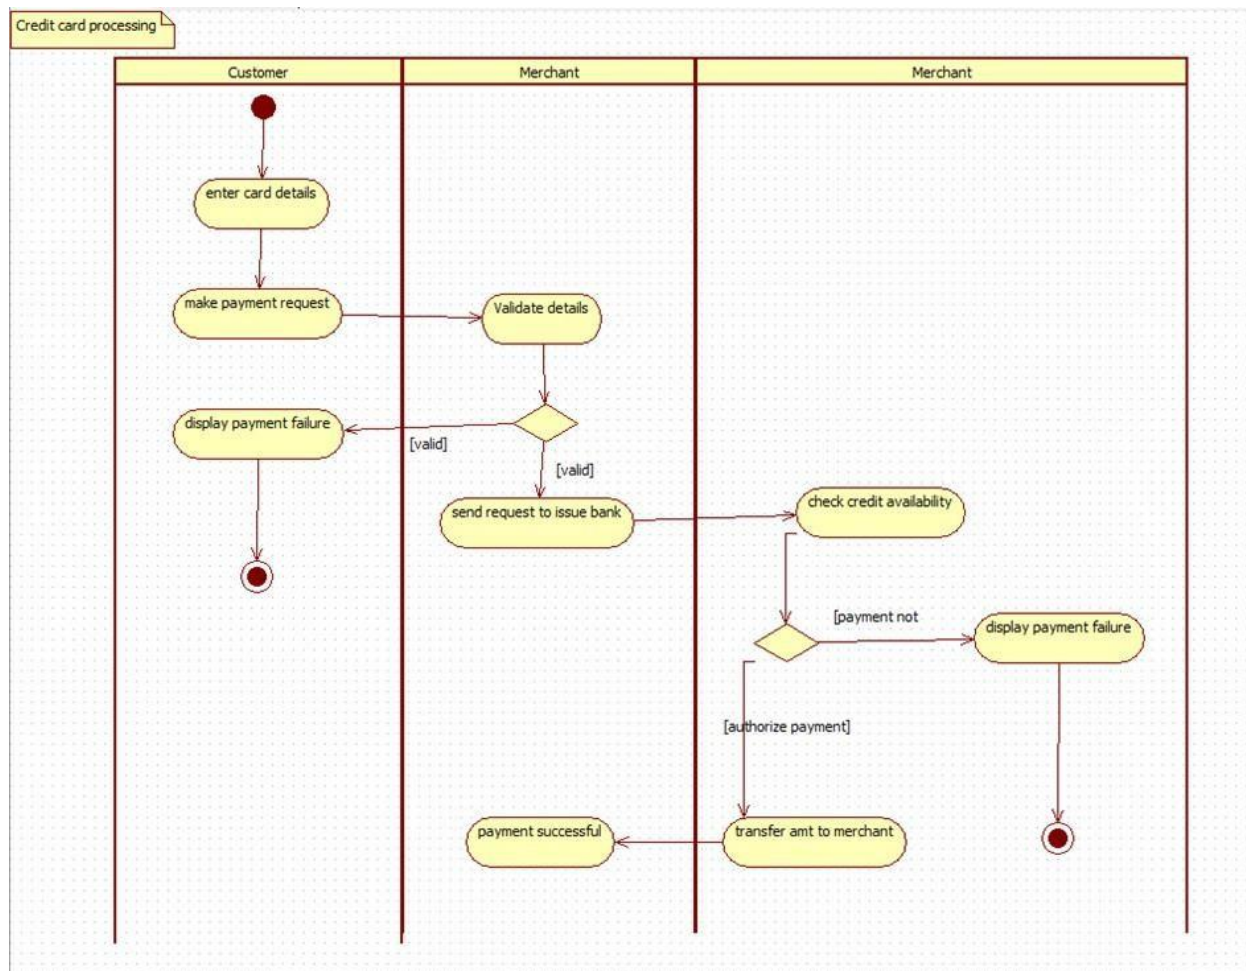 Credit card processing
Customer
Merchant
Merchant
enter card details
make payment request
Validate details
display payment failure
[valid]
[valid]
send request to issue bank
check credit availability
[payment not
display payment failure
[authorize payment]
payment successful
transfer amt to merchant